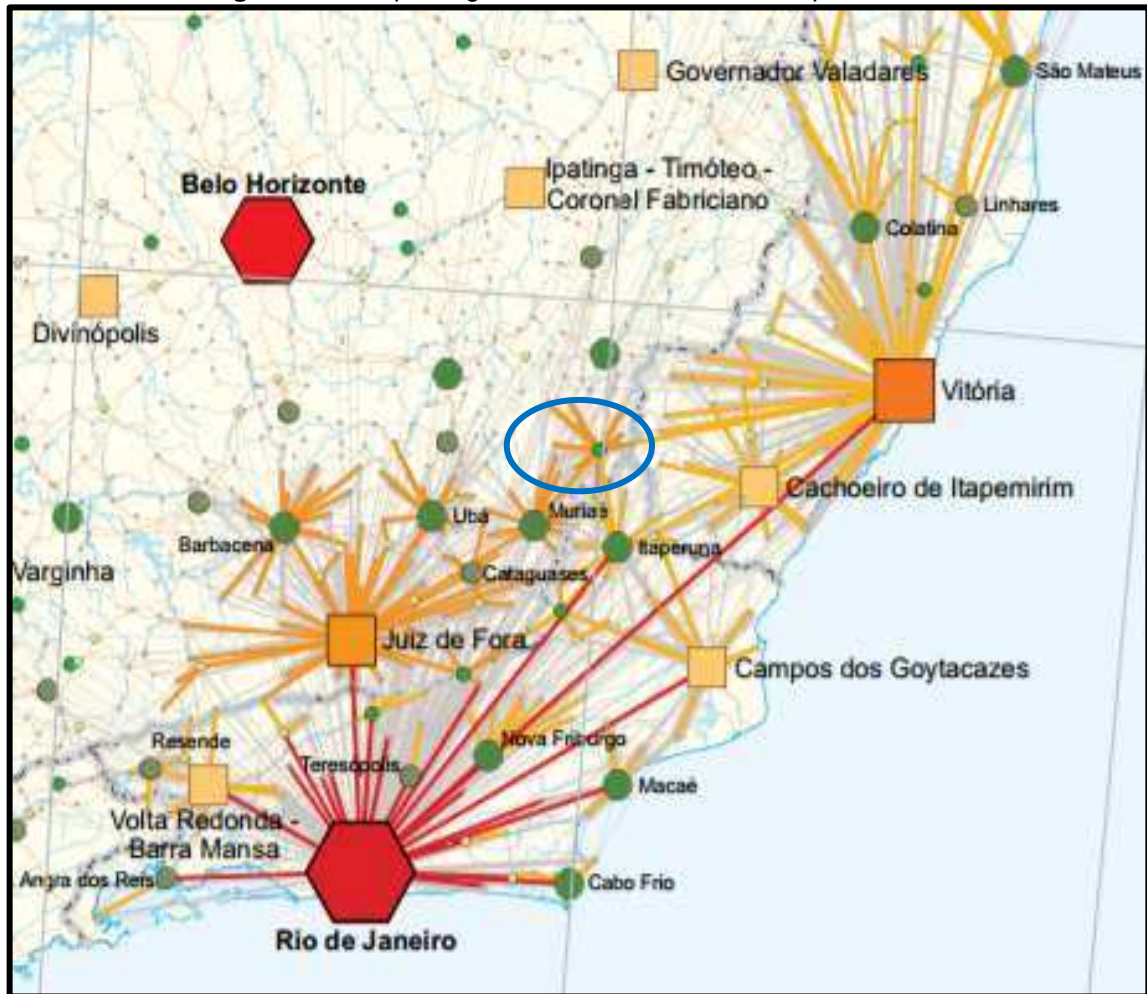 Governador Valadares
São Mateus
Ipatinga - Timóteo -
Coronel Fabriciano
Belo Horizonte
Linhares
Colatina
Divinópolis
Vitória
Cachoeiro de Itapemirim
Ubá
Muriaé
Barbacena
Itaperuna
Varginha
Cataguases
Juiz de Fora
Campos dos Goytacazes
Resende
Nova Friburgo
Teresópolis
Macaé
Volta Redonda -
Barra Mansa
Angra dos Reis
Cabo Frio
Rio de Janeiro